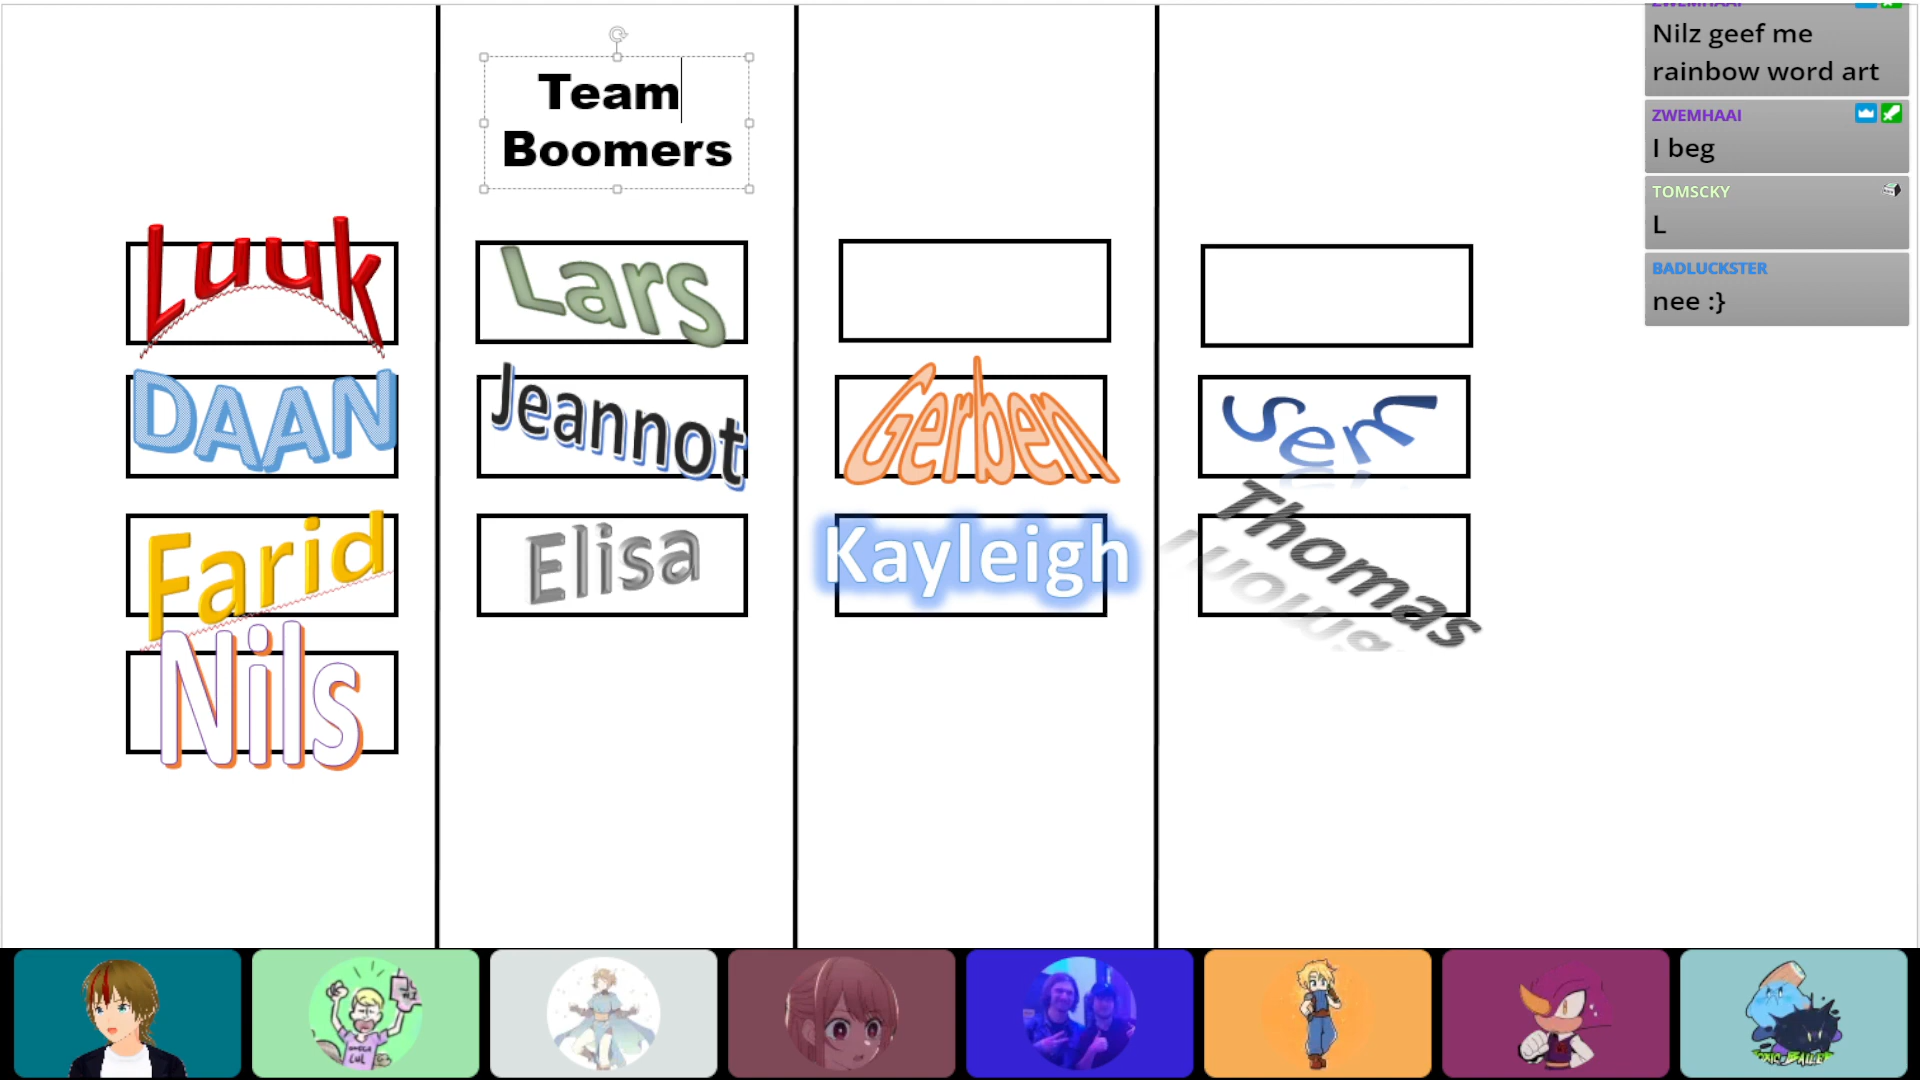 Team
Boomers
Luuk
DAAN
Farid
Nils
Lars
Jeannot
Elisa
Gerben
Kayleigh
Sem
Thomas
ZWEMHAAI
Nilz geef me
rainbow word art
ZWEMHAAI
I beg
TOMSCKY
L
BADLUCKSTER
nee :}